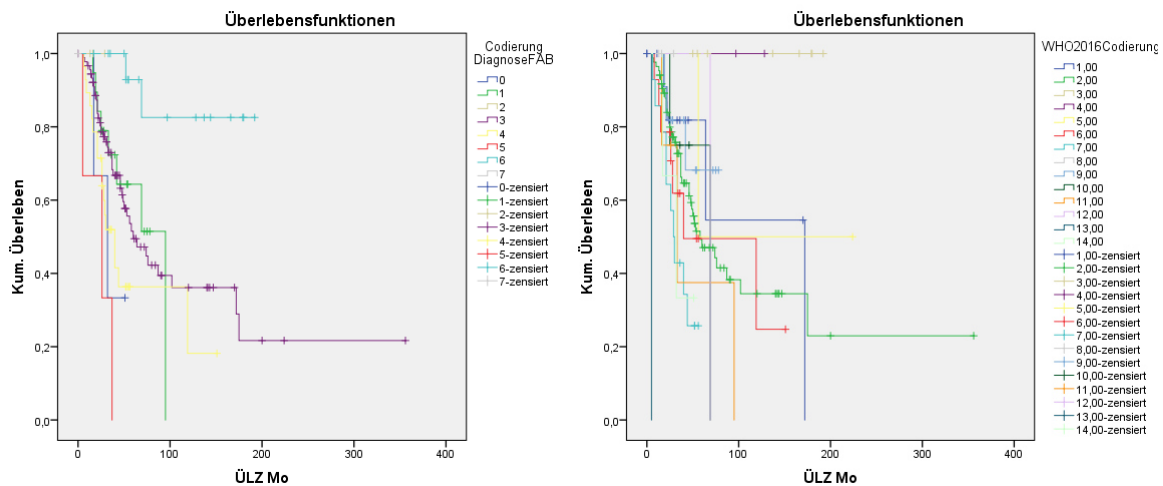 Überlebensfunktionen
Kum. Überleben
1,0
0,8
0,6
0,4
0,2
0,0
0
100
200
300
400
ÜLZ Mo
Codierung
DiagnoseFAB
0
1
2
3
4
5
6
7
0-zensiert
1-zensiert
2-zensiert
3-zensiert
4-zensiert
5-zensiert
6-zensiert
7-zensiert
Überlebensfunktionen
Kum. Überleben
1,0
0,8
0,6
0,4
0,2
0,0
0
100
200
300
400
ÜLZ Mo
WHO2016Codierung
1,00
2,00
3,00
4,00
5,00
6,00
7,00
8,00
9,00
10,00
11,00
12,00
13,00
14,00
1,00-zensiert
2,00-zensiert
3,00-zensiert
4,00-zensiert
5,00-zensiert
6,00-zensiert
7,00-zensiert
8,00-zensiert
9,00-zensiert
10,00-zensiert
11,00-zensiert
12,00-zensiert
13,00-zensiert
14,00-zensiert